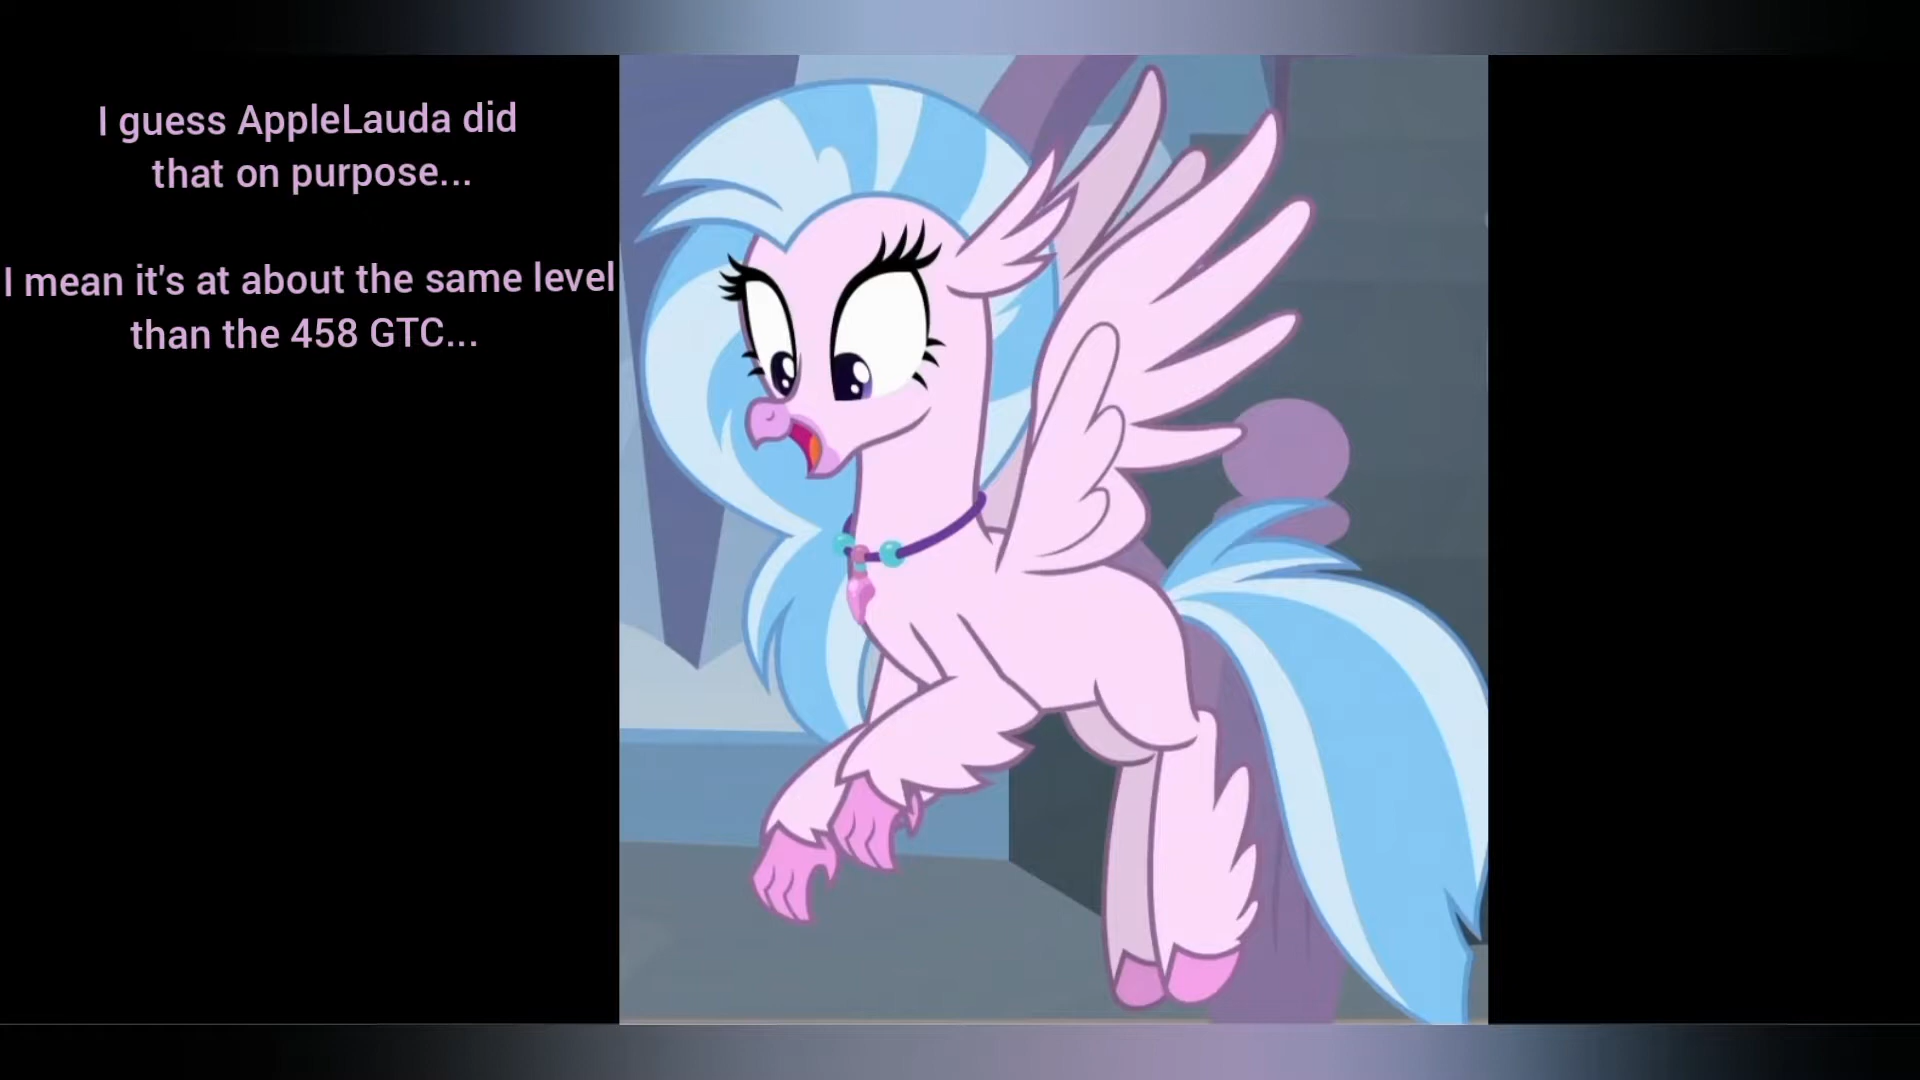 I guess AppleLauda did
that on purpose...
I mean it's at about the same level
than the 458 GTC...